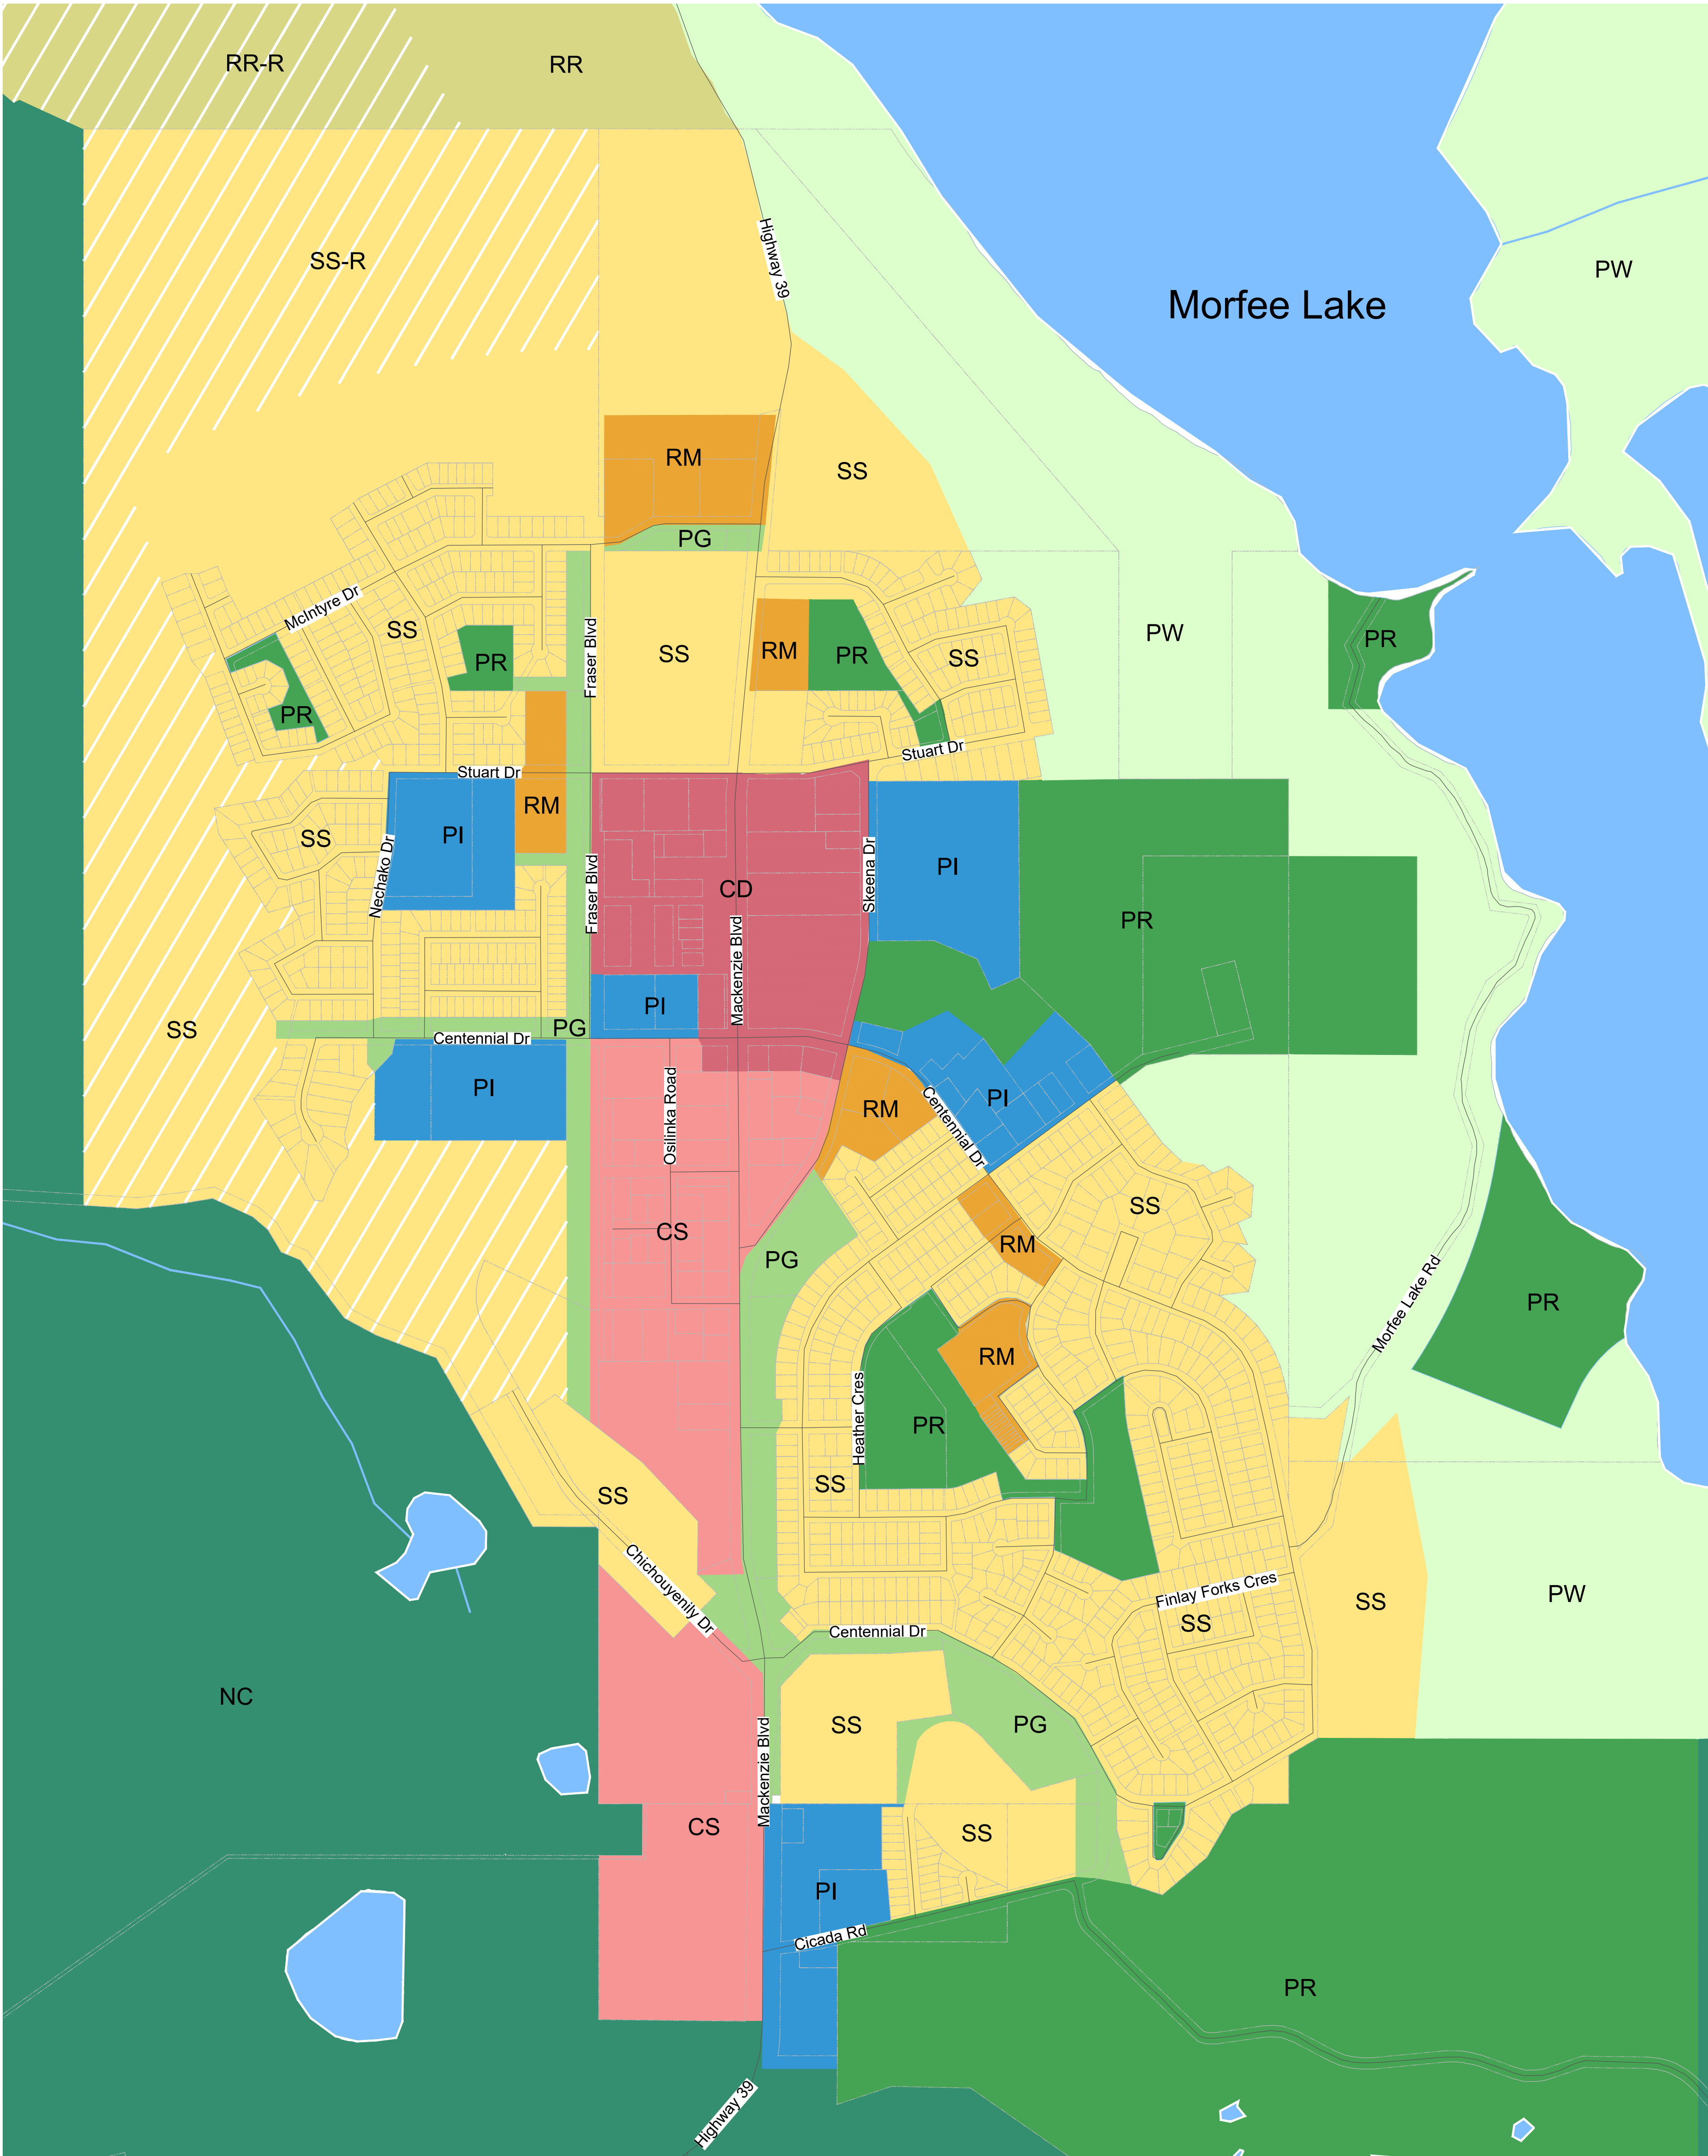 RR-R
RR
SS-R
Highway 39
PW
Morfee Lake
RM
SS
PG
McIntyre Dr
SS
PR
Fraser Blvd
SS
RM
PR
SS
PW
PR
PR
Stuart Dr
Stuart Dr
RM
SS
PI
Nechako Dr
Fraser Blvd
CD
Skeena Dr
PI
PR
Mackenzie Blvd
PI
SS
PG
Centennial Dr
PI
Osilinka Road
RM
Centennial Dr
PI
SS
CS
RM
PG
Morfee Lake Rd
PR
RM
Heather Cres
PR
SS
SS
Chichouyenily Dr
Finlay Forks Cres
SS
SS
PW
Centennial Dr
NC
SS
PG
Mackenzie Blvd
CS
SS
PI
Cicada Rd
PR
Highway 39